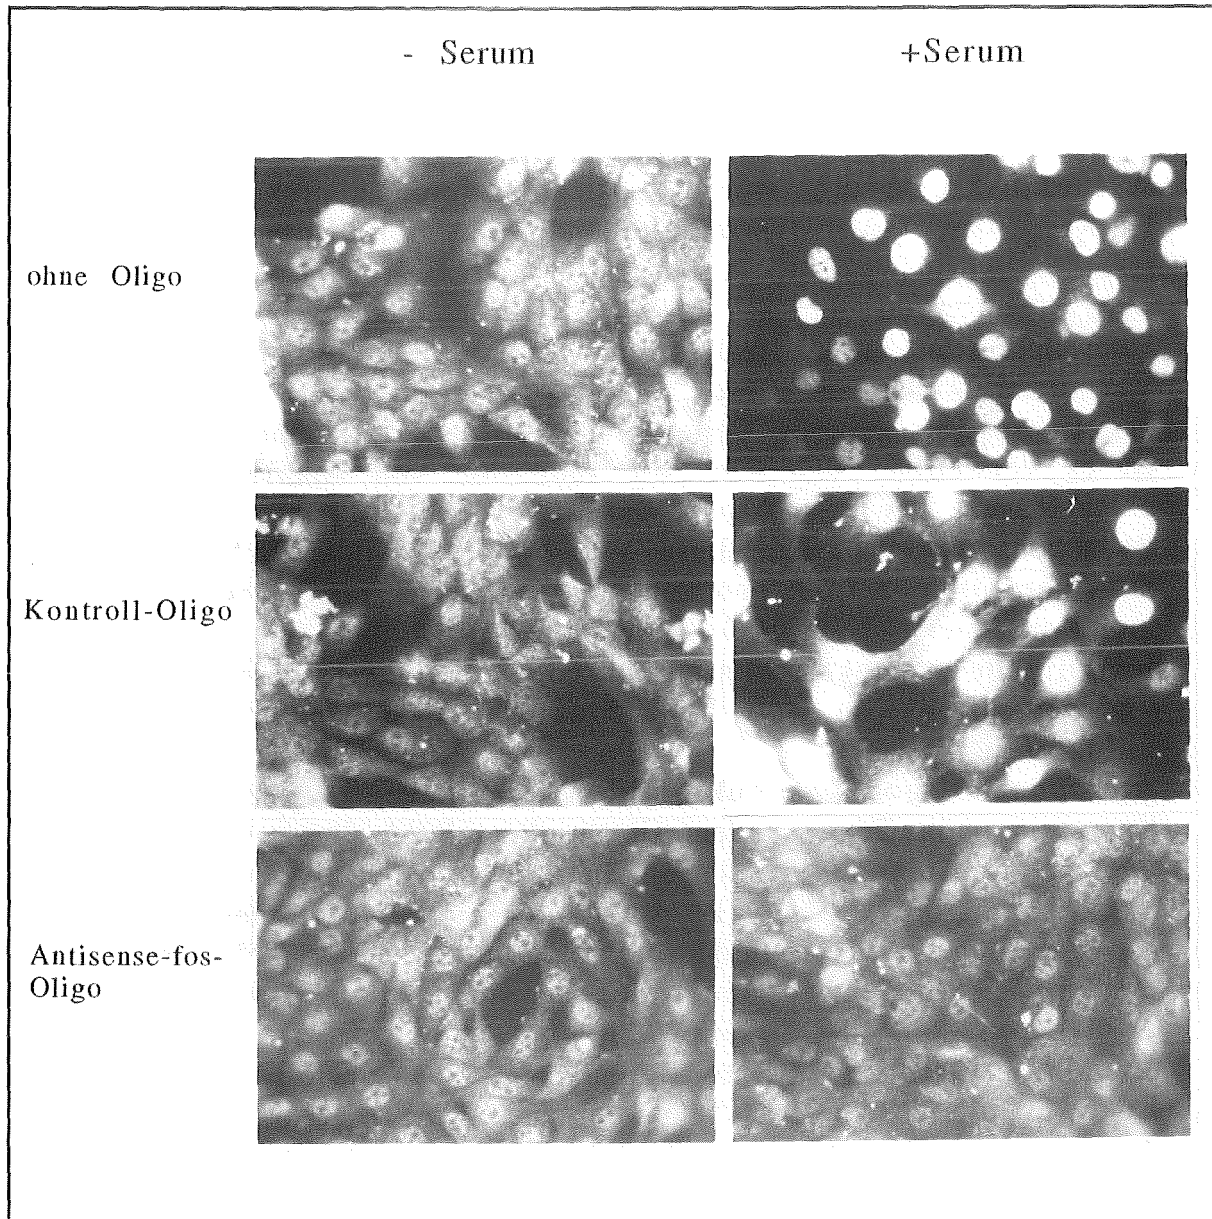 - Serum
+Serum
ohne Oligo
Kontroll-Oligo
Antisense-fos-
Oligo